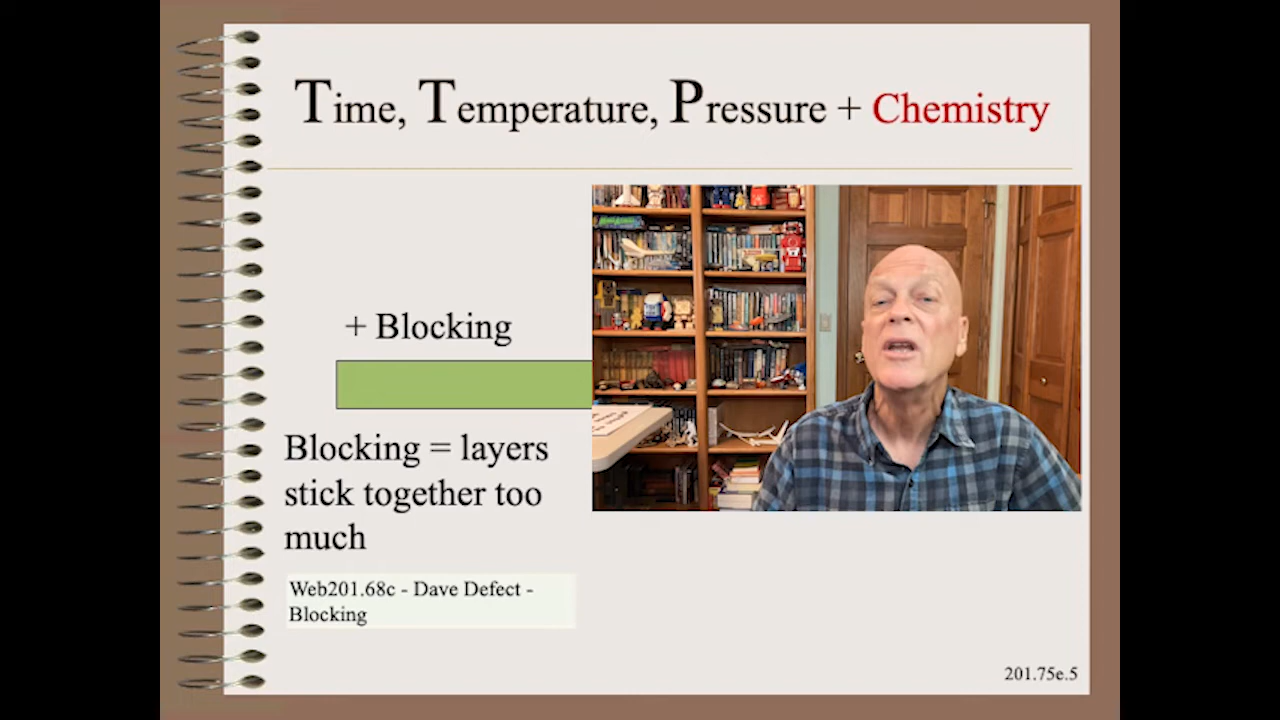 Time, Temperature, Pressure + Chemistry
+ Blocking
Blocking = layers
stick together too
much
Web201.68c - Dave Defect -
Blocking
201.75e.5